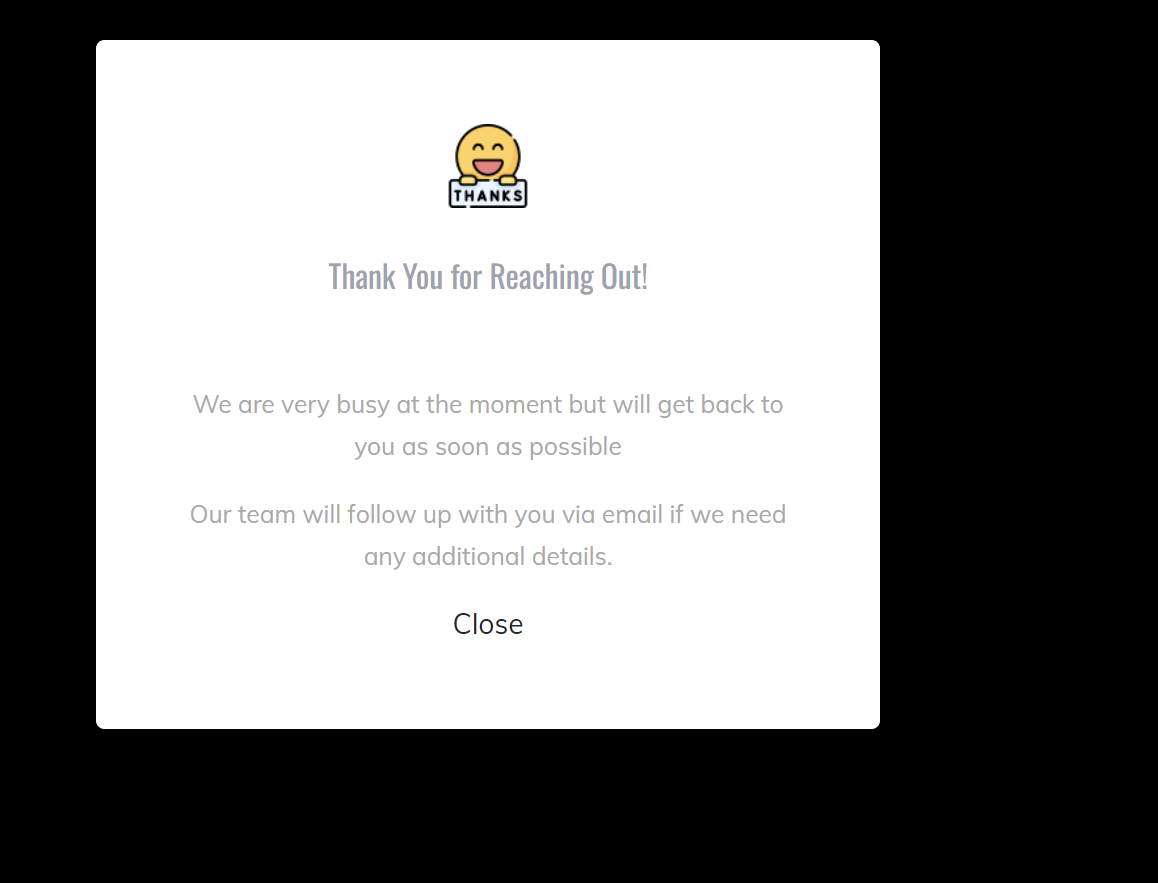 THANKS
Thank You for Reaching Out!
We are very busy at the moment but will get back to
you as soon as possible
Our team will follow up with you via email if we need
any additional details.
Close